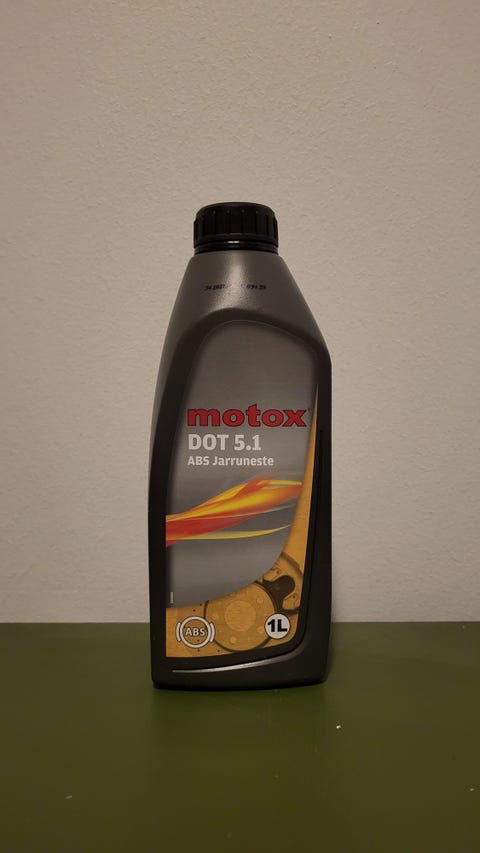 motox
DOT 5.1
ABS Jarruneste
ABS
1L